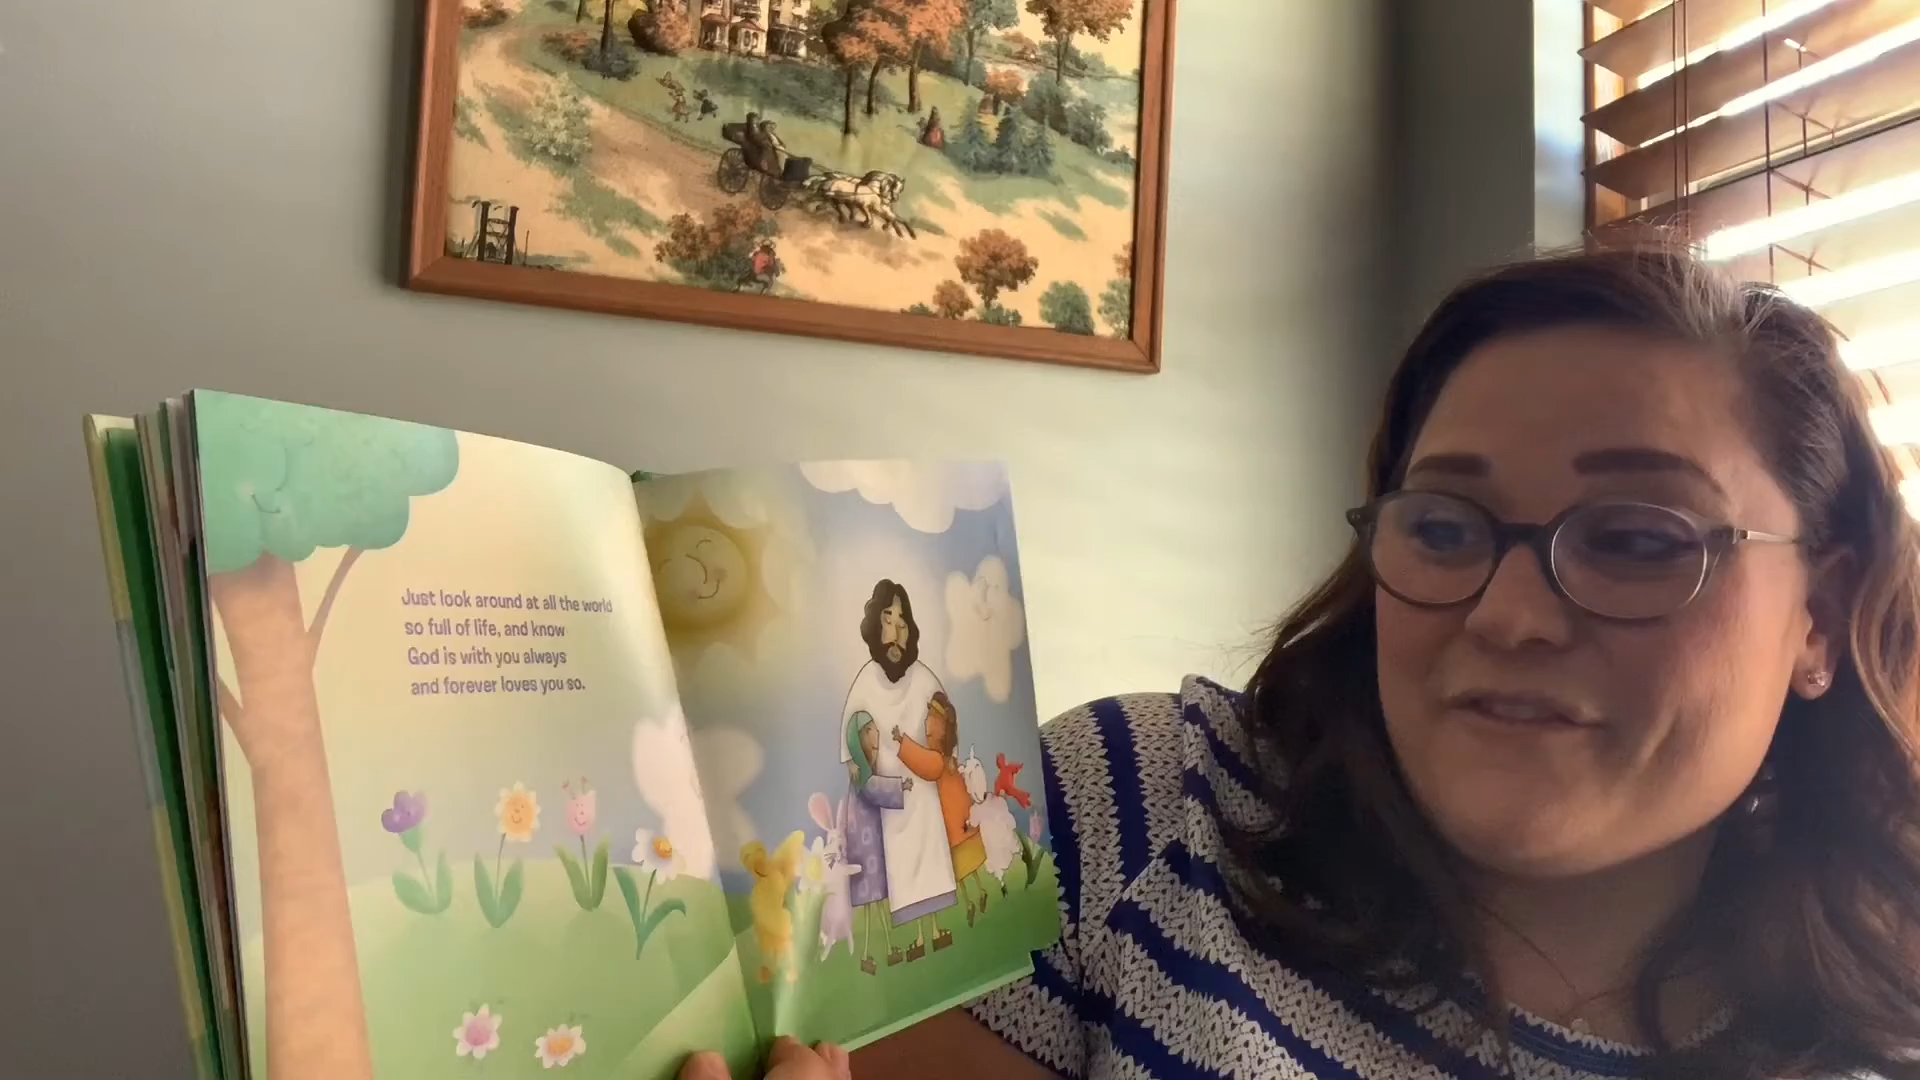 Just look around at all the world
so full of life, and know
God is with you always
and forever loves you so.